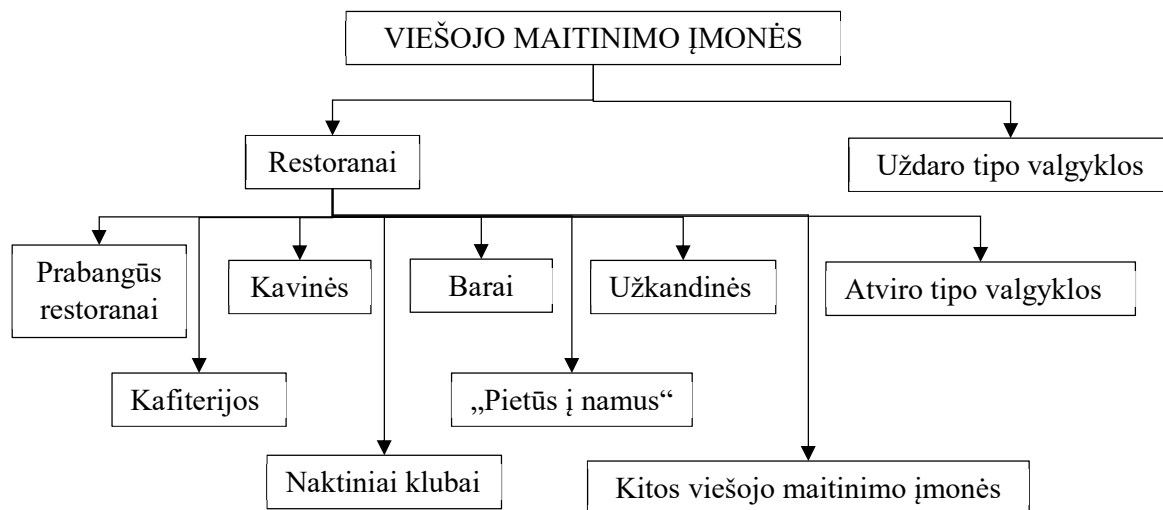 VIEŠOJO MAITINIMO ĮMONĖS
Restoranai
Uždaro tipo valgyklos
Prabangūs
restoranai
Kavinės
Barai
Užkandinės
Atviro tipo valgyklos
Kafiterijos
„Pietūs į namus“
Naktiniai klubai
Kitos viešojo maitinimo įmonės